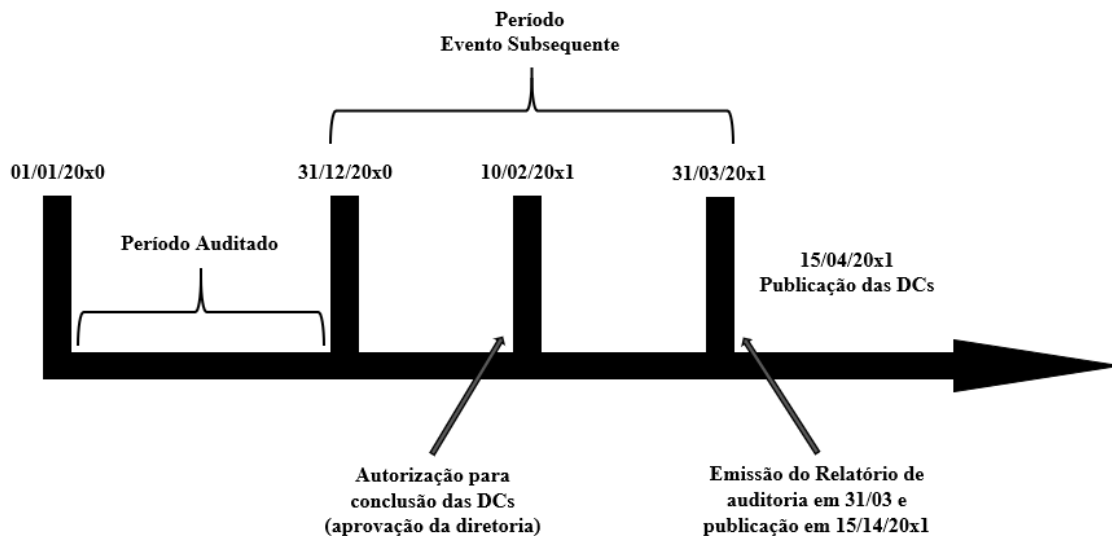 Período
Evento Subsequente
01/01/20x0
31/12/20x0
10/02/20x1
31/03/20x1
Período Auditado
15/04/20x1
Publicação das DCs
Autorização para
conclusão das DCs
(aprovação da diretoria)
Emissão do Relatório de
auditoria em 31/03 e
publicação em 15/14/20x1